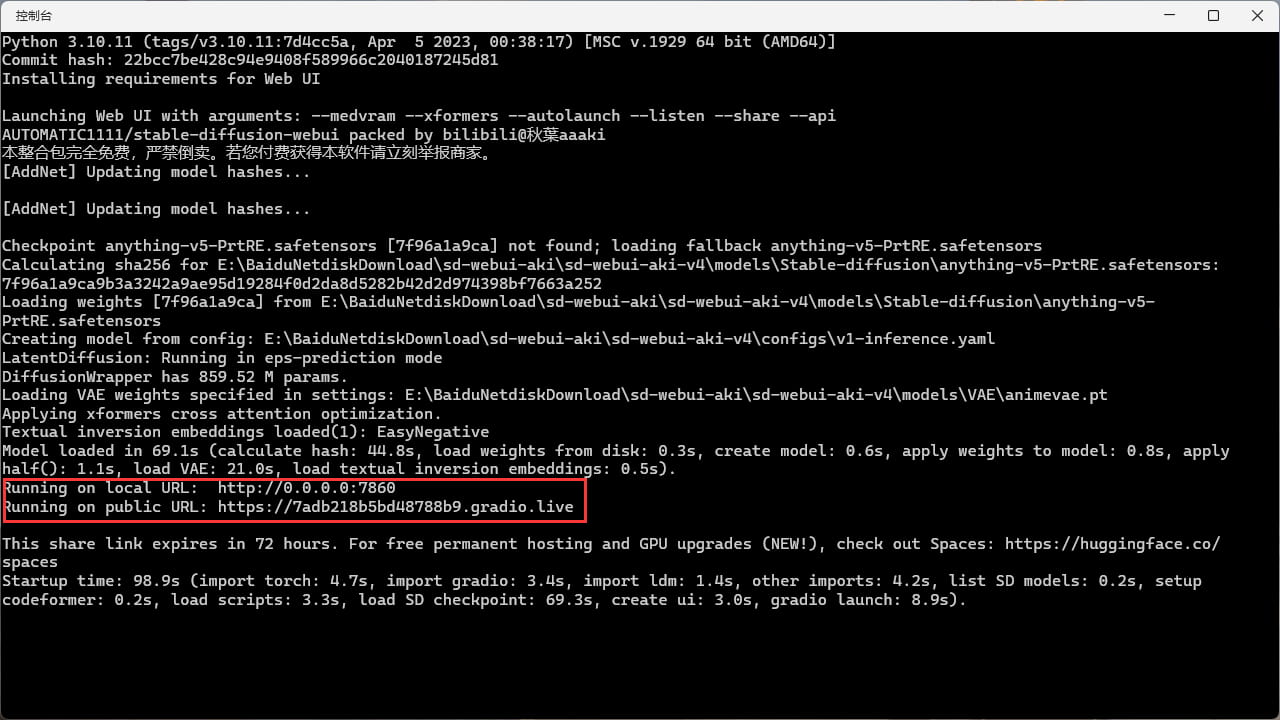 控制台
Python 3.10.11 (tags/v3.10.11:7d4cc5a, Apr  5 2023, 00:38:17) [MSC v.1929 64 bit (AMD64)]
Commit hash: 22bcc7be428c94e9408f589966c2040187245d81
Installing requirements for Web UI
Launching Web UI with arguments: --medvram --xformers --autolaunch --listen --share --api
AUTOMATIC1111/stable-diffusion-webui packed by bilibili@秋葉aaaki
本整合包完全免费，严禁倒卖。若您付费获得本软件请立刻举报商家。
[AddNet] Updating model hashes...
[AddNet] Updating model hashes...
Checkpoint anything-v5-PrtRE.safetensors [7f96a1a9ca] not found; loading fallback anything-v5-PrtRE.safetensors
Calculating sha256 for E:\BaiduNetdiskDownload\sd-webui-aki\sd-webui-aki-v4\models\Stable-diffusion\anything-v5-PrtRE.safetensors:
7f96a1a9ca9b3a3242a9ae95d19284f0d2da8d5282b42d2d974398bf7663a252
Loading weights [7f96a1a9ca] from E:\BaiduNetdiskDownload\sd-webui-aki\sd-webui-aki-v4\models\Stable-diffusion\anything-v5-
PrtRE.safetensors
Creating model from config: E:\BaiduNetdiskDownload\sd-webui-aki\sd-webui-aki-v4\configs\v1-inference.yaml
LatentDiffusion: Running in eps-prediction mode
DiffusionWrapper has 859.52 M params.
Loading VAE weights specified in settings: E:\BaiduNetdiskDownload\sd-webui-aki\sd-webui-aki-v4\models\VAE\animevae.pt
Applying xformers cross attention optimization.
Textual inversion embeddings loaded(1): EasyNegative
Model loaded in 69.1s (calculate hash: 44.8s, load weights from disk: 0.3s, create model: 0.6s, apply weights to model: 0.8s, apply
half(): 1.1s, load VAE: 21.0s, load textual inversion embeddings: 0.5s).
Running on local URL:  http://0.0.0.0:7860
Running on public URL: https://7adb218b5bd48788b9.gradio.live
This share link expires in 72 hours. For free permanent hosting and GPU upgrades (NEW!), check out Spaces: https://huggingface.co/
spaces
Startup time: 98.9s (import torch: 4.7s, import gradio: 3.4s, import ldm: 1.4s, other imports: 4.2s, list SD models: 0.2s, setup
codeformer: 0.2s, load scripts: 3.3s, load SD checkpoint: 69.3s, create ui: 3.0s, gradio launch: 8.9s).